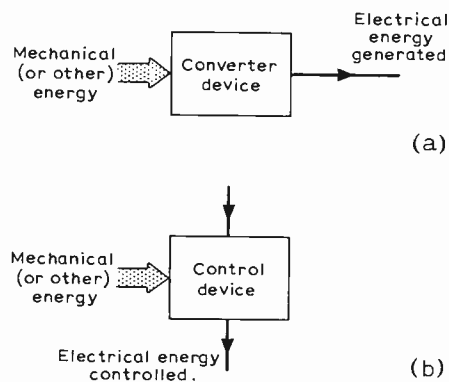 Electrical
energy
generated
Mechanical
(or other)
energy
Converter
device
(a)
Mechanical
(or other)
energy
Control
device
Electrical energy
controlled.
(b)